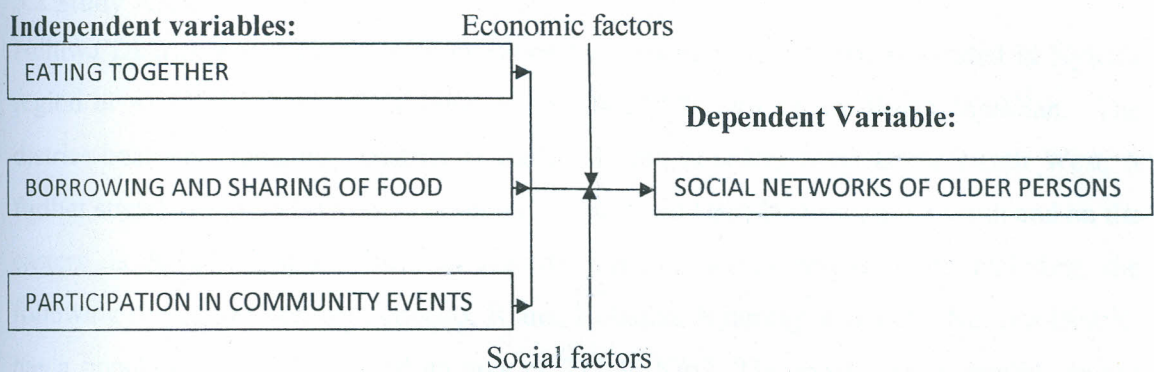 Independent variables:
Economic factors
EATING TOGETHER
Dependent Variable:
BORROWING AND SHARING OF FOOD
SOCIAL NETWORKS OF OLDER PERSONS
PARTICIPATION IN COMMUNITY EVENTS
Social factors